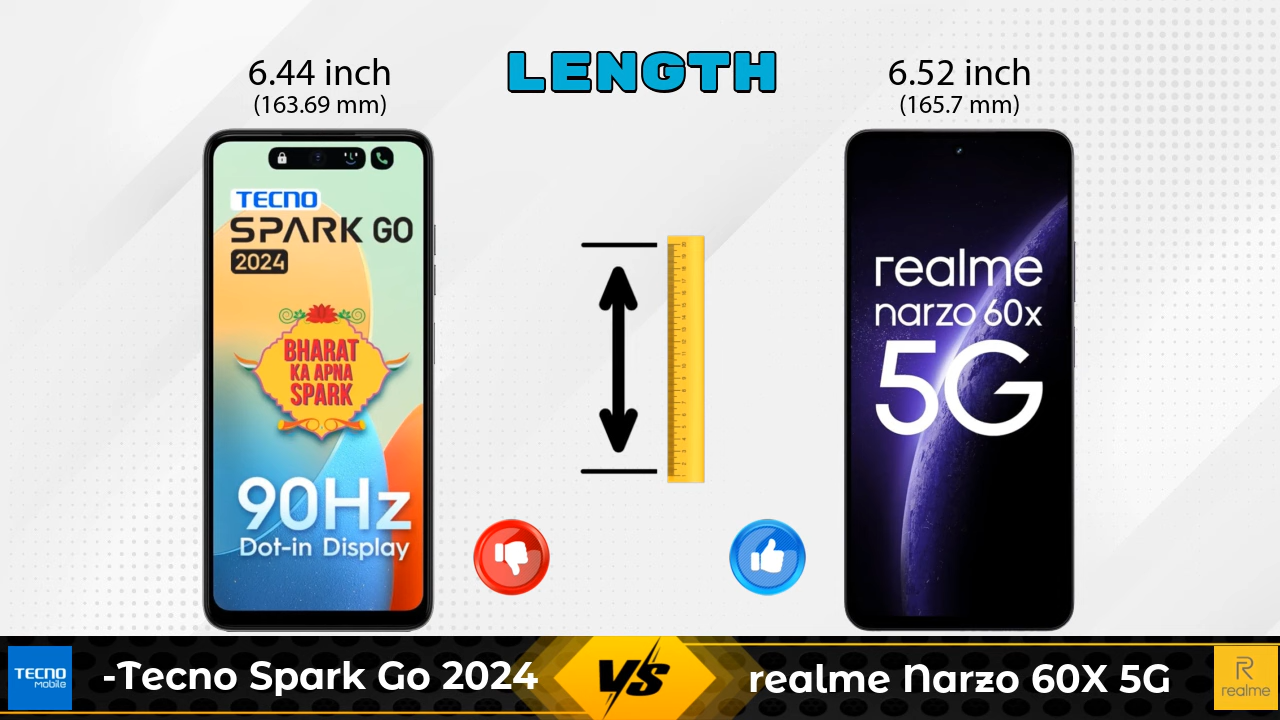 LENGTH
6.44 inch
(163.69 mm)
6.52 inch
(165.7 mm)
TECNO
SPARK GO
2024
BHARAT
KA APNA
SPARK
90Hz
Dot-in Display
realme
narzo 60x
5G
TECNO
mobile
-Tecno Spark Go 2024
VS
realme Narzo 60X 5G
R
realme